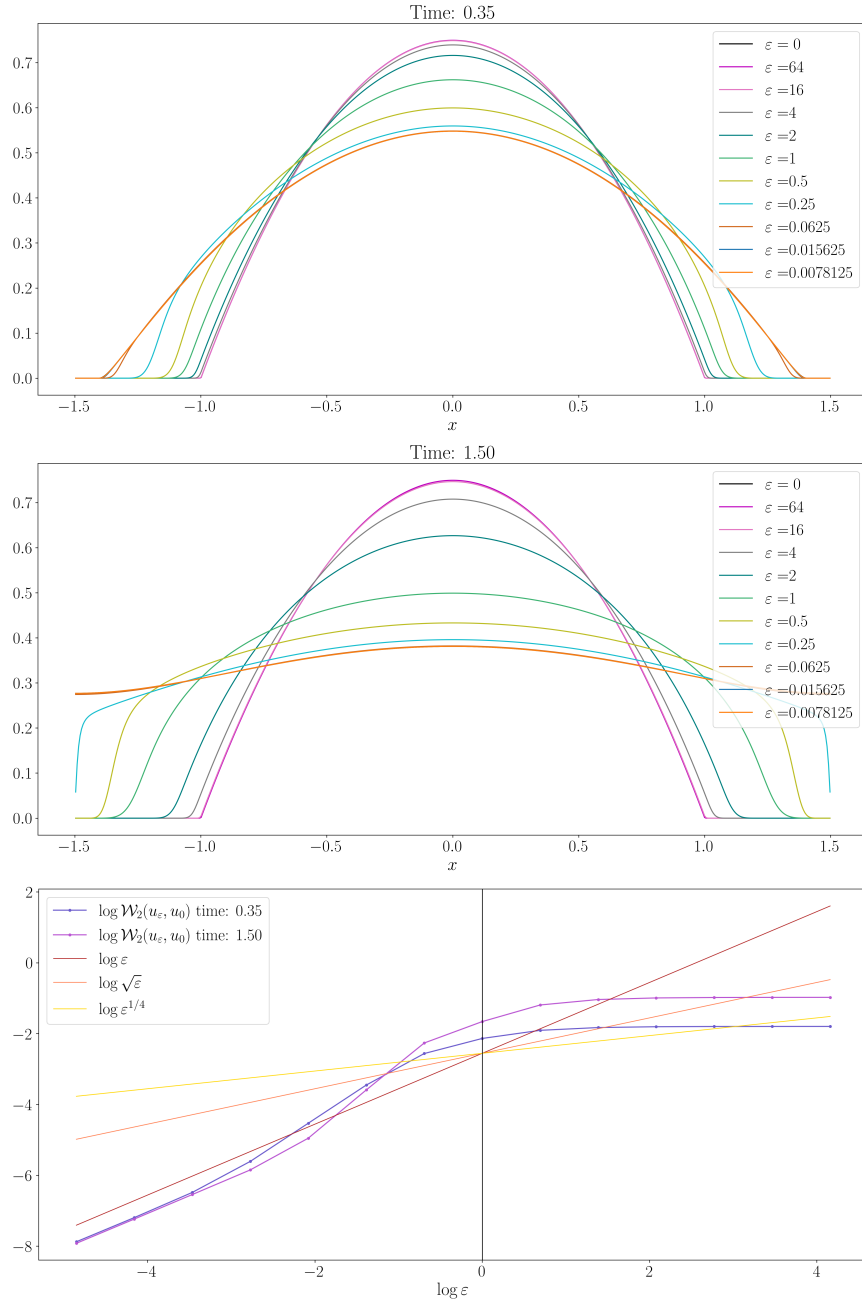 Time: 0.35
0.7
0.6
0.5
0.4
0.3
0.2
0.1
0.0
ε = 0
ε =64
ε =16
ε =4
ε =2
ε =1
ε =0.5
ε =0.25
ε =0.0625
ε =0.015625
ε =0.0078125
−1.5 −1.0 −0.5 0.0 0.5 1.0 1.5
x
Time: 1.50
0.7
0.6
0.5
0.4
0.3
0.2
0.1
0.0
ε = 0
ε =64
ε =16
ε =4
ε =2
ε =1
ε =0.5
ε =0.25
ε =0.0625
ε =0.015625
ε =0.0078125
−1.5 −1.0 −0.5 0.0 0.5 1.0 1.5
x
2
0
−2
−4
−6
−8
log 𝒲₂(u_ε, u₀) time: 0.35
log 𝒲₂(u_ε, u₀) time: 1.50
log ε
log √ε
log ε^{1/4}
−4 −2 0 2 4
log ε